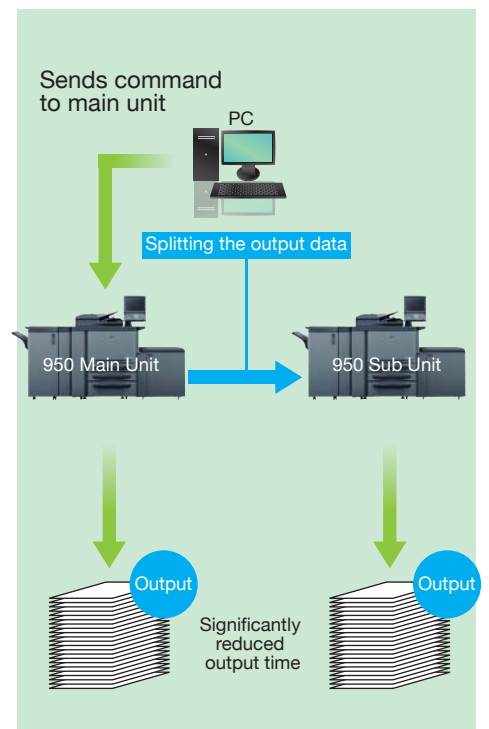 Sends command
to main unit
PC
Splitting the output data
950 Main Unit
950 Sub Unit
Output
Output
Significantly
reduced
output time